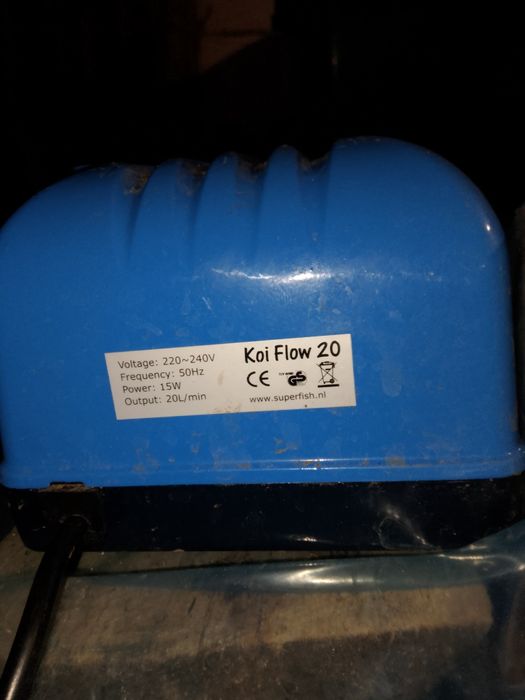 Voltage: 220~240V
Frequency: 50Hz
Power: 15W
Output: 20L/min
Koi Flow 20
CE
www.superfish.nl